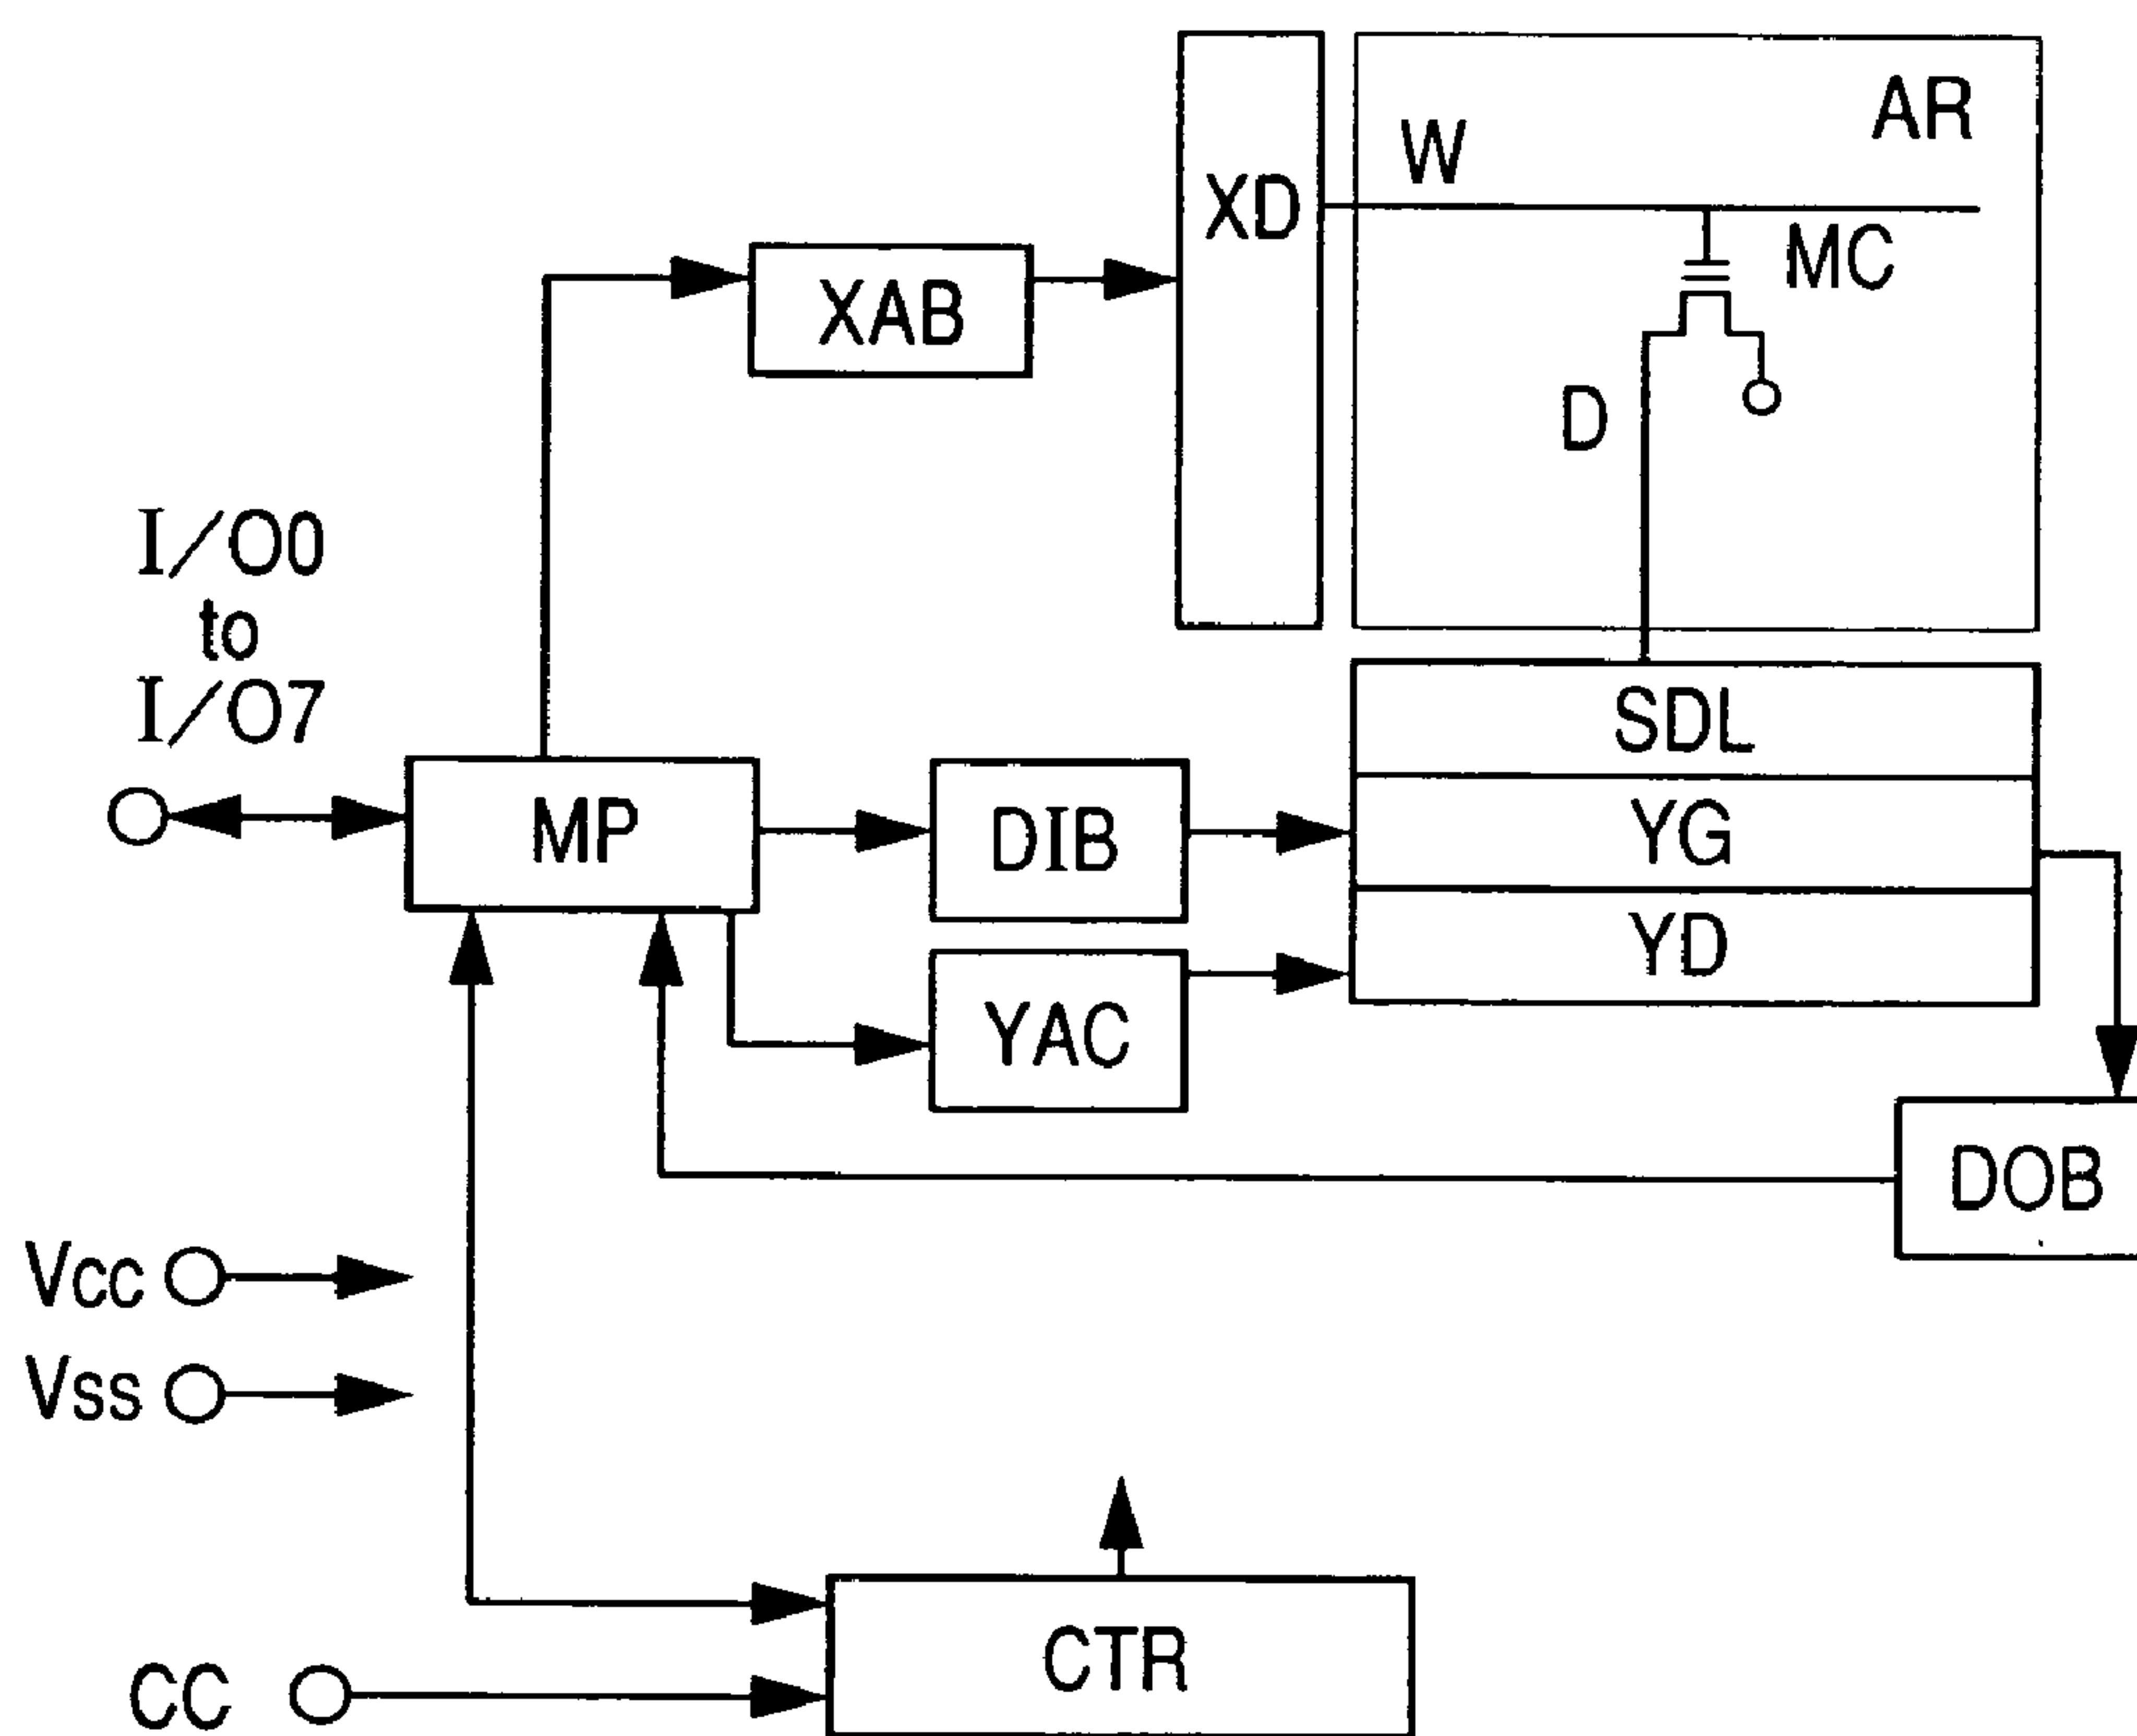 AR
W
XD
MC
XAB
D
I/O0
to
I/O7
SDL
MP
DIB
YG
YD
YAC
DOB
Vcc
Vss
CTR
CC